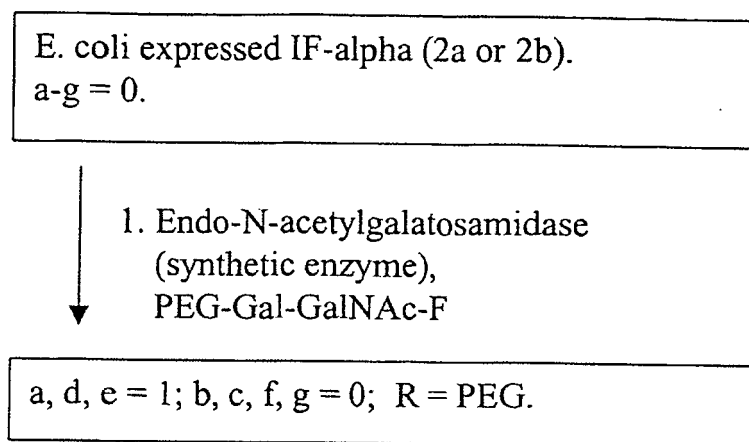 E. coli expressed IF-alpha (2a or 2b).
a-g = 0.
1. Endo-N-acetylgalatosamidase
(synthetic enzyme),
PEG-Gal-GalNAc-F
a, d, e = 1; b, c, f, g = 0; R = PEG.